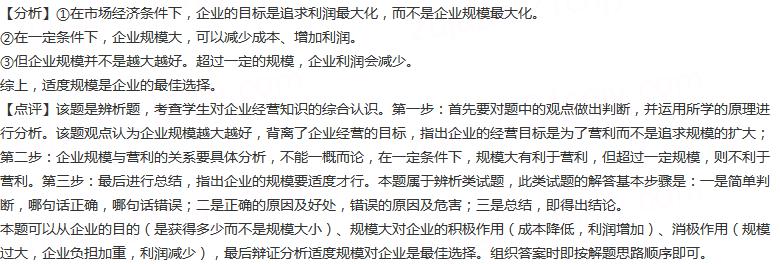 【分析】①在市场经济条件下，企业的目标是追求利润最大化，而不是企业规模最大化。
②在一定条件下，企业规模大，可以减少成本、增加利润。
③但企业规模并不是越大越好。超过一定的规模，企业利润会减少。
综上，适度规模是企业的最佳选择。
【点评】该题是辨析题，考查学生对企业经营知识的综合认识。第一步：首先要对题中的观点做出判断，并运用所学的原理进
行分析。该题观点认为企业规模越大越好，背离了企业经营的目标，指出企业的经营目标是为了营利而不是追求规模的扩大；
第二步：企业规模与营利的关系要具体分析，不能一概而论，在一定条件下，规模大有利于营利，但超过一定规模，则不利于
营利。第三步：最后进行总结，指出企业的规模要适度才行。本题属于辨析类试题，此类试题的解答基本步骤是：一是简单判
断，哪句话正确，哪句话错误；二是正确的原因及好处，错误的原因及危害；三是总结，即得出结论。
本题可以从企业的目的（是获得多少而不是规模大小）、规模大对企业的积极作用（成本降低，利润增加）、消极作用（规模
过大，企业负担加重，利润减少），最后辩证分析适度规模对企业是最佳选择。组织答案时即按解题思路顺序即可。